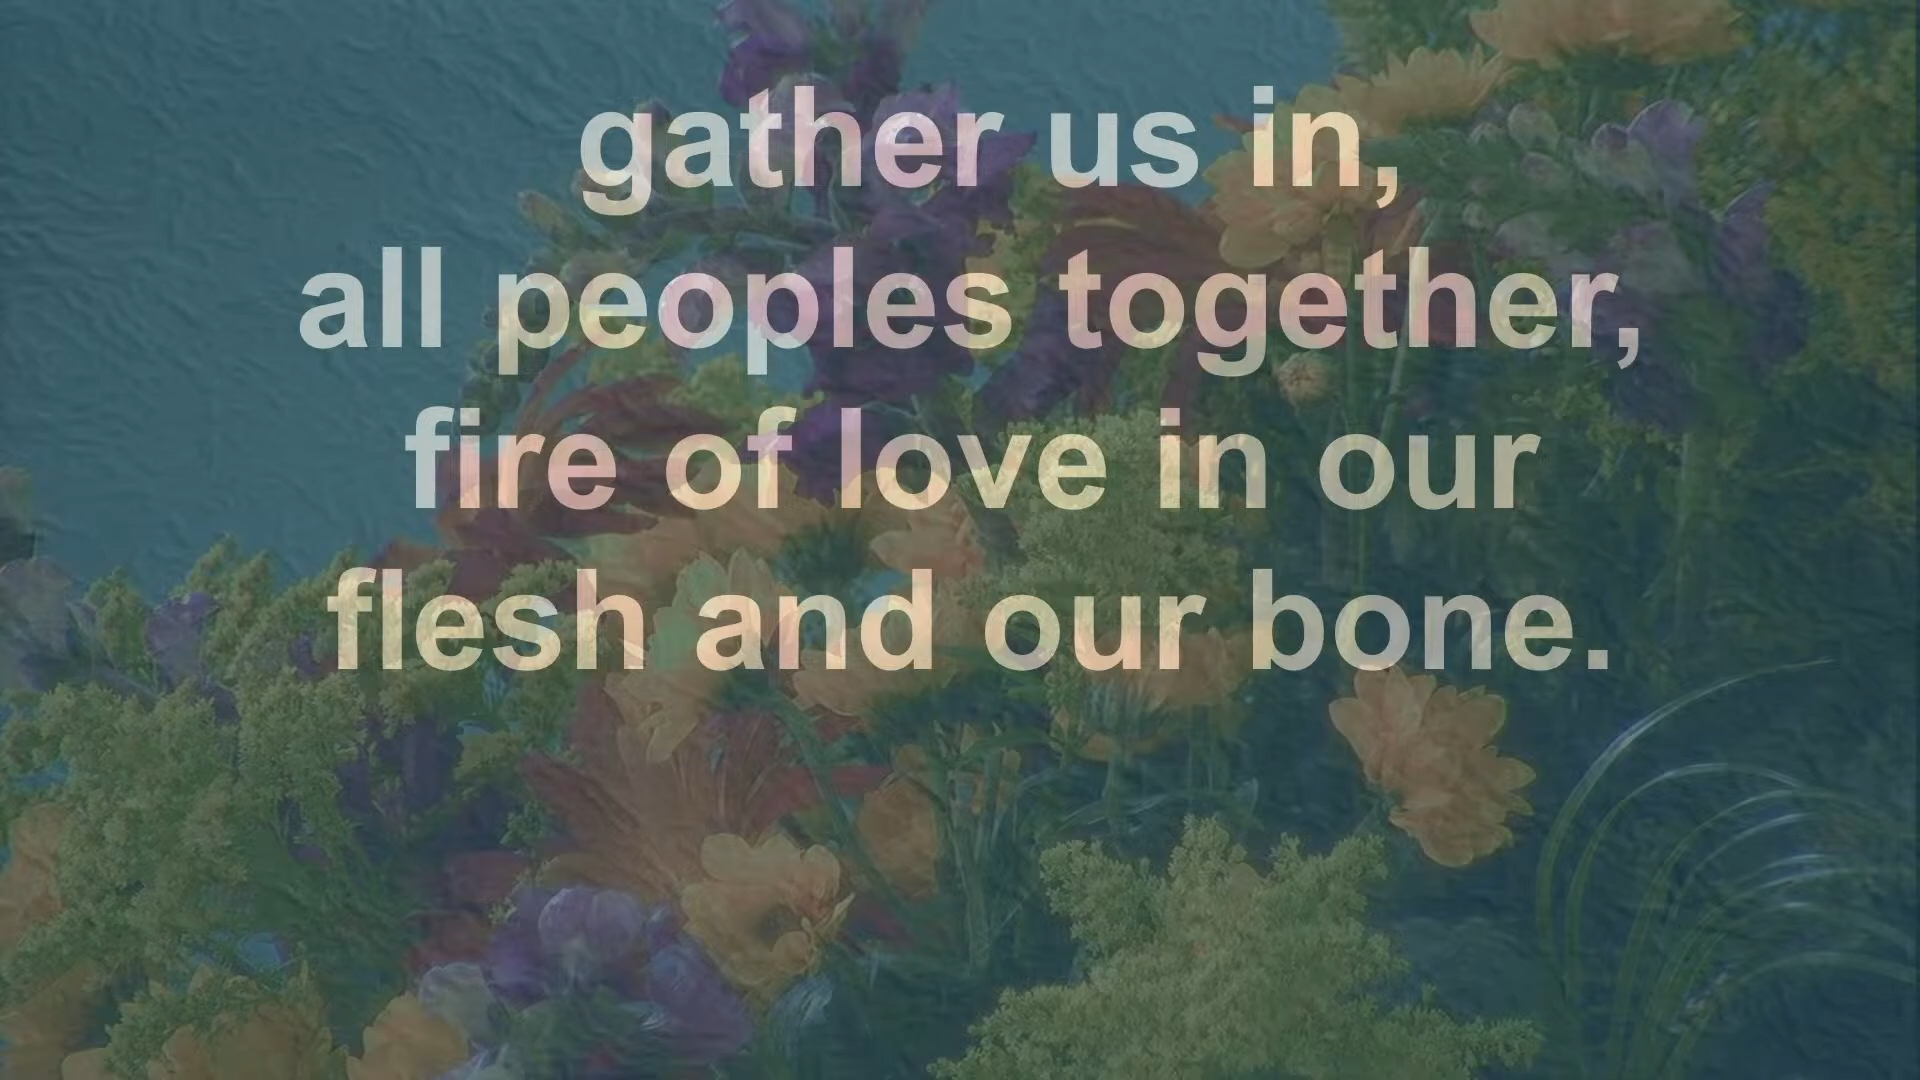 gather us in,
all peoples together,
fire of love in our
flesh and our bone.